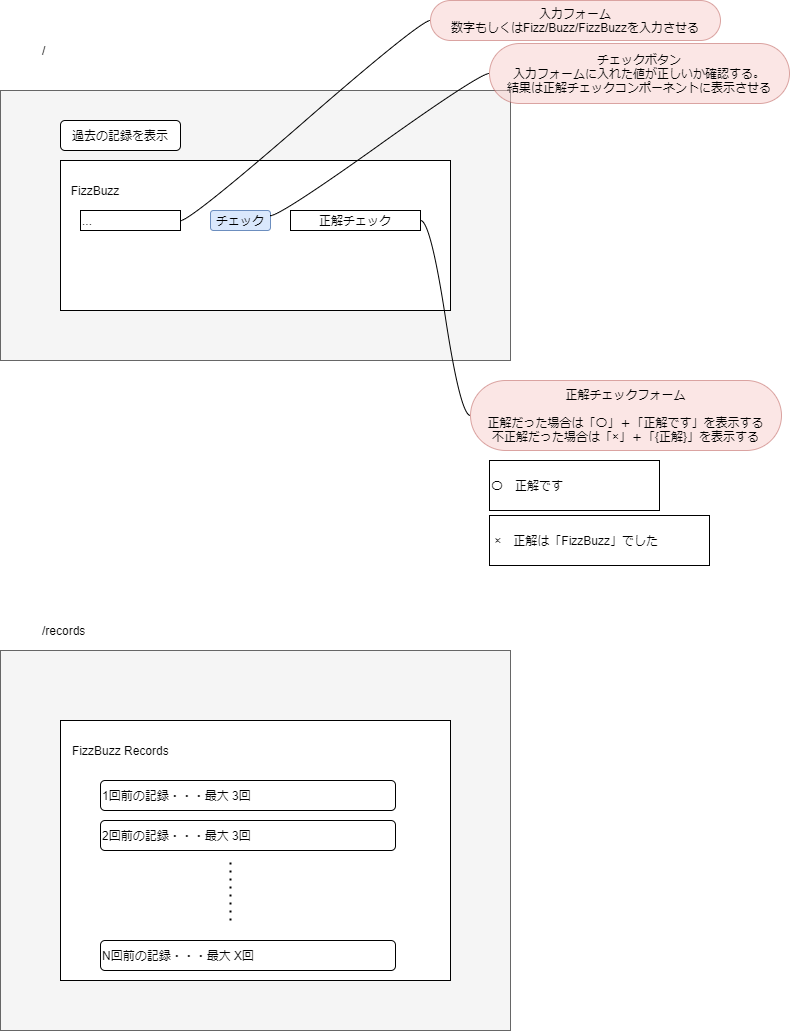 入力フォーム
数字もしくはFizz/Buzz/FizzBuzzを入力させる
/
チェックボタン
入力フォームに入れた値が正しいか確認する。
結果は正解チェックコンポーネントに表示させる
過去の記録を表示
FizzBuzz
...
チェック
正解チェック
正解チェックフォーム
正解だった場合は「〇」+「正解です」を表示する
不正解だった場合は「×」+「{正解}」を表示する
〇 正解です
× 正解は「FizzBuzz」でした
/records
FizzBuzz Records
1回前の記録・・・最大 3回
2回前の記録・・・最大 3回
N回前の記録・・・最大 X回